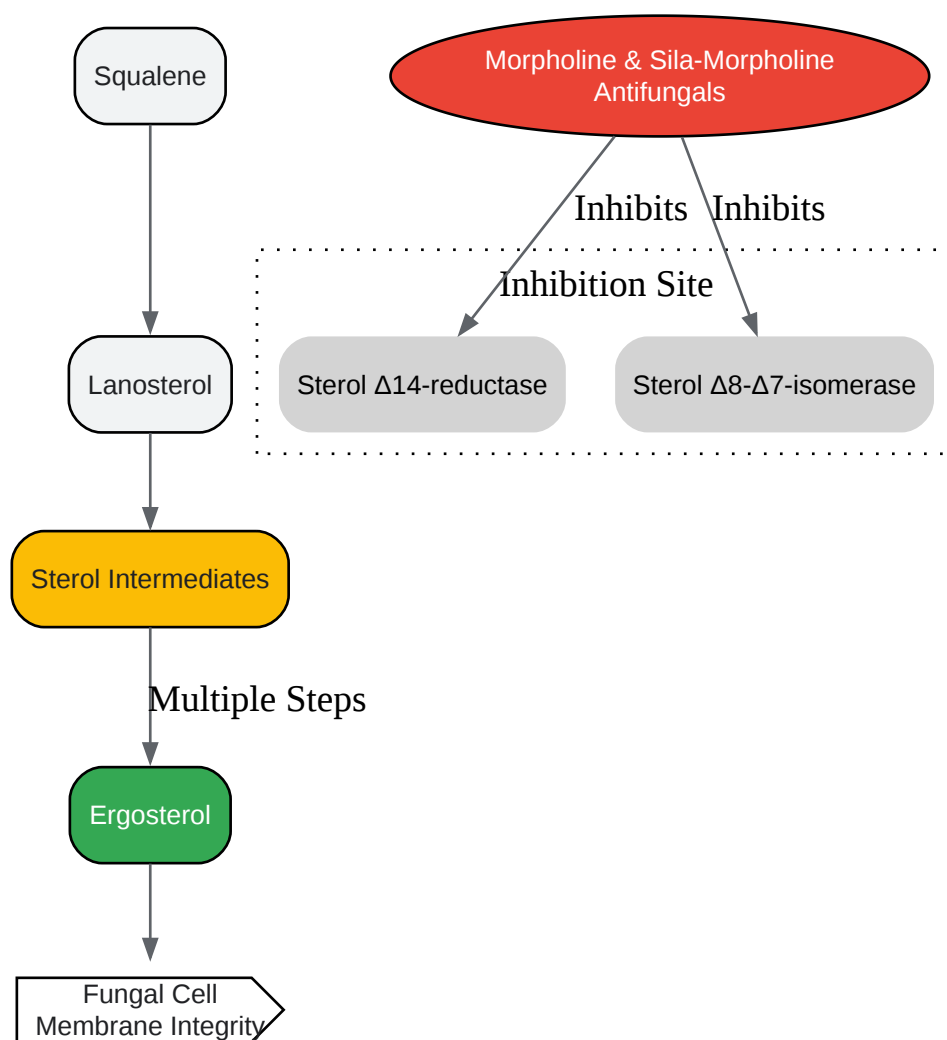 Squalene
Morpholine & Sila-Morpholine
Antifungals
Inhibits
Inhibits
Inhibition Site
Lanosterol
Sterol Δ14-reductase
Sterol Δ8-Δ7-isomerase
Sterol Intermediates
Multiple Steps
Ergosterol
Fungal Cell
Membrane Integrity